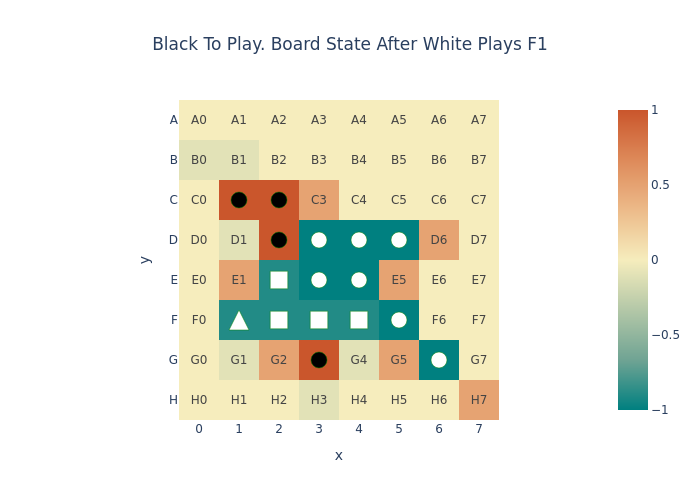 Black To Play. Board State After White Plays F1
A A0 A1 A2 A3 A4 A5 A6 A7
B B0 B1 B2 B3 B4 B5 B6 B7
C C0 C3 C4 C5 C6 C7
D D0 D1 D6 D7
E E0 E1 E5 E6 E7
F F0 F6 F7
G G0 G1 G2 G4 G5 G7
H H0 H1 H2 H3 H4 H5 H6 H7
0 1 2 3 4 5 6 7
x
y
1
0.5
0
−0.5
−1